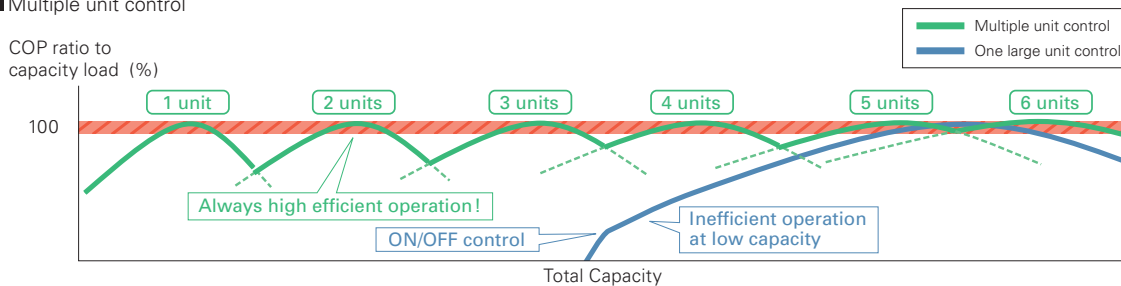 Multiple unit control
Multiple unit control
One large unit control
COP ratio to
capacity load (%)
1 unit
2 units
3 units
4 units
5 units
6 units
100
Always high efficient operation!
ON/OFF control
Inefficient operation
at low capacity
Total Capacity